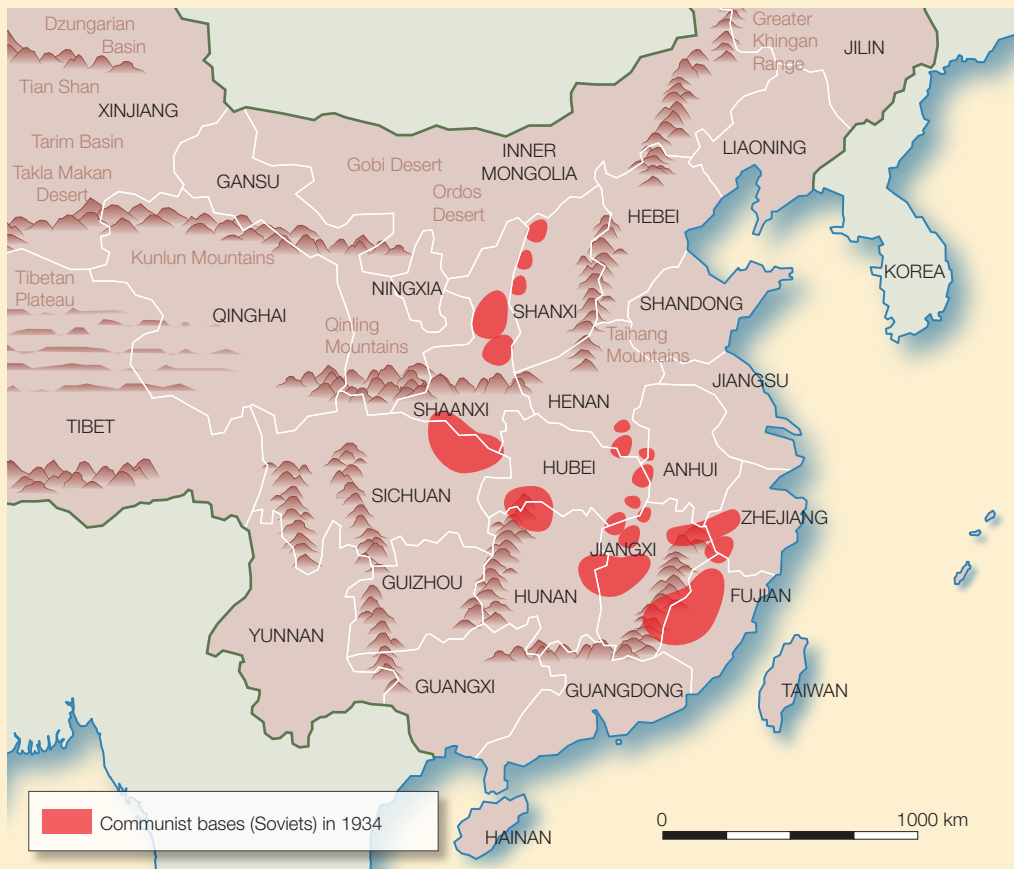 Dzungarian
Basin
Greater
Khingan
Range
JILIN
Tian Shan
XINJIANG
Tarim Basin
Takla Makan
Desert
GANSU
Gobi Desert
INNER
MONGOLIA
LIAONING
Ordos
Desert
HEBEI
Kunlun Mountains
Tibetan
Plateau
NINGXIA
KOREA
QINGHAI
SHANXI
SHANDONG
Qinling
Mountains
Taihang
Mountains
JIANGSU
SHAANXI
HENAN
TIBET
HUBEI
ANHUI
SICHUAN
ZHEJIANG
JIANGXI
GUIZHOU
HUNAN
FUJIAN
YUNNAN
GUANGXI
GUANGDONG
TAIWAN
Communist bases (Soviets) in 1934
HAINAN
0 1000 km